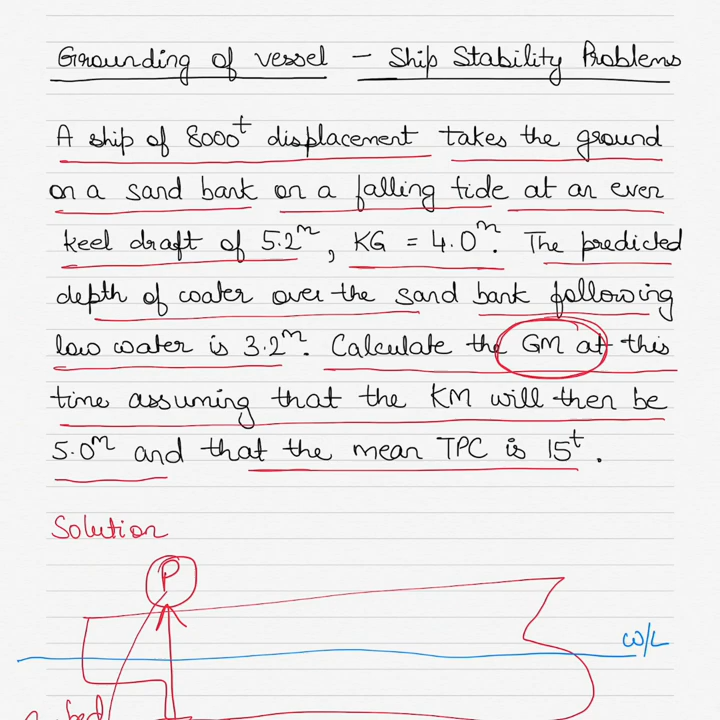 Grounding of vessel - Ship Stability Problems
A ship of 8000t displacement takes the ground
on a sand bank on a falling tide at an even
keel draft of 5.2m, KG = 4.0m. The predicted
depth of water over the sand bank following
low water is 3.2m. Calculate the GM at this
time assuming that the KM will then be
5.0m and that the mean TPC is 15t.
Solution
P
W/L